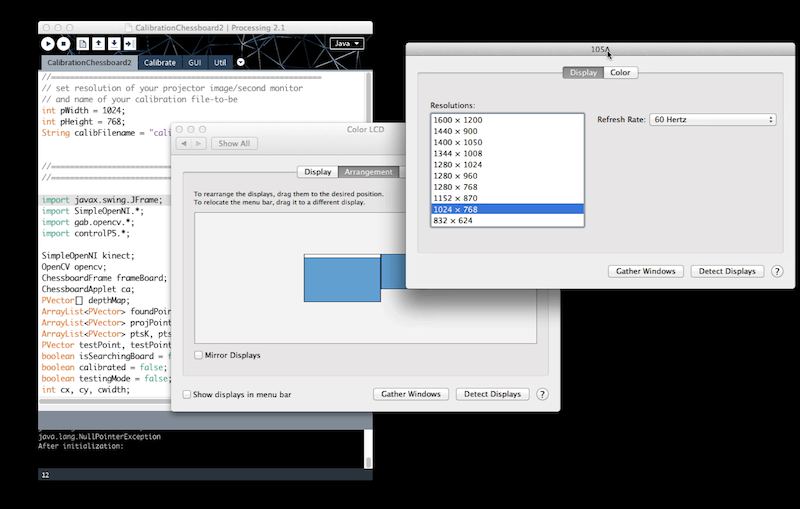 CalibrationChessboard2 | Processing 2.1
Java
CalibrationChessboard2 Calibrate GUI Util
// set resolution of your projector image/second monitor
// and name of your calibration file-to-be
int pWidth = 1024;
int pHeight = 768;
String calibFilename =
import javax.swing.JFrame;
import SimpleOpenNI.*;
import gab.opencv.*;
import controlP5.*;
SimpleOpenNI kinect;
OpenCV opencv;
ChessboardFrame frameBoard;
ChessboardApplet ca;
PVector[] depthMap;
ArrayList<PVector> foundPoin
ArrayList<PVector> projPoint
ArrayList<PVector> ptsK, pts
PVector testPoint, testPoint
boolean isSearchingBoard = f
boolean calibrated = false;
boolean testingMode = false;
int cx, cy, cwidth;
java.lang.NullPointerException
After initialization:
12
Color LCD
Show All
Display Arrangement
To rearrange the displays, drag them to the desired position.
To relocate the menu bar, drag it to a different display.
Mirror Displays
Show displays in menu bar
Gather Windows Detect Displays ?
105A
Display Color
Resolutions:
1600 × 1200
1440 × 900
1400 × 1050
1344 × 1008
1280 × 1024
1280 × 960
1280 × 768
1152 × 870
1024 × 768
832 × 624
Refresh Rate: 60 Hertz
Gather Windows Detect Displays ?